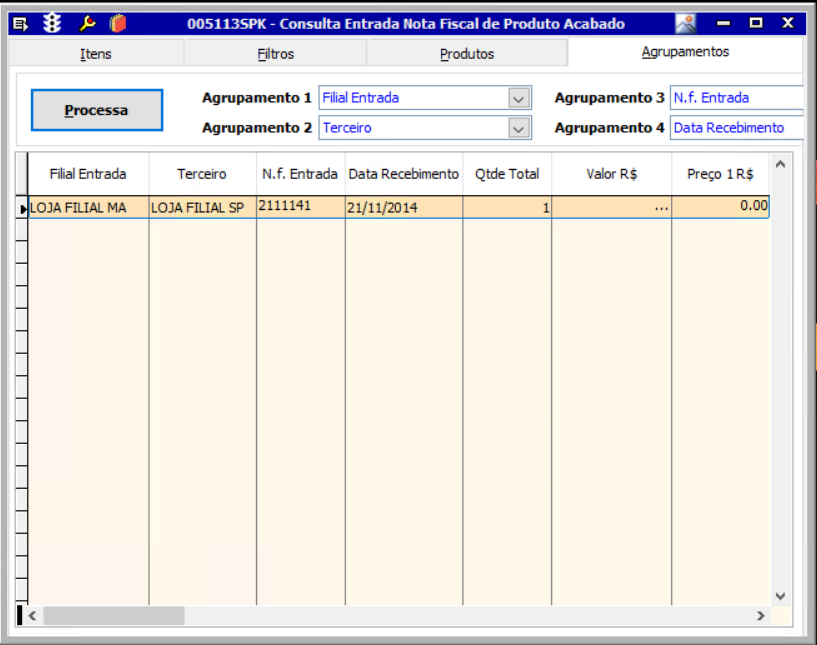 005113SPK - Consulta Entrada Nota Fiscal de Produto Acabado
Itens Filtros Produtos Agrupamentos
Processa
Agrupamento 1 Filial Entrada Agrupamento 3 N.f. Entrada
Agrupamento 2 Terceiro Agrupamento 4 Data Recebimento
Filial Entrada Terceiro N.f. Entrada Data Recebimento Qtde Total Valor R$ Preço 1 R$
LOJA FILIAL MA LOJA FILIAL SP 2111141 21/11/2014 1 ... 0.00